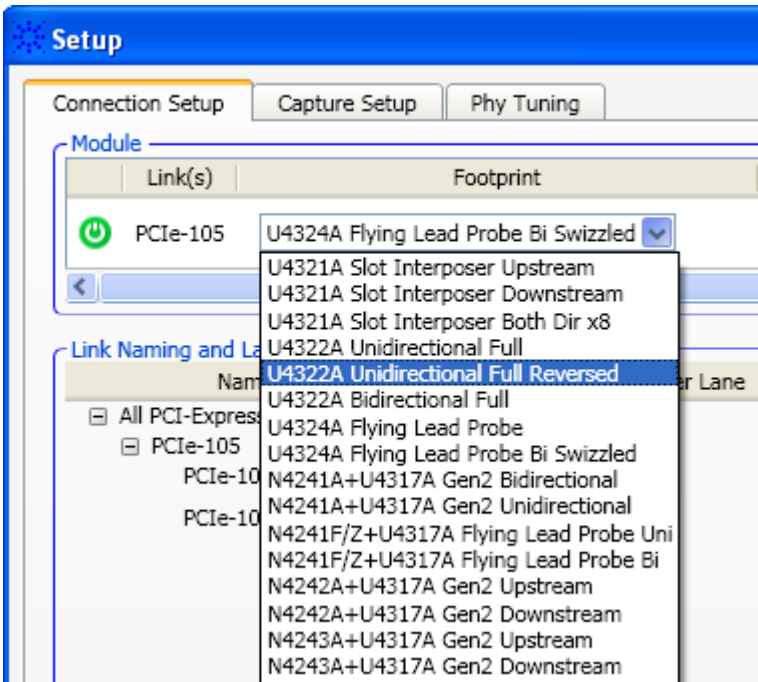 Setup
Connection Setup Capture Setup Phy Tuning
Module
Link(s) Footprint
PCIe-105 U4324A Flying Lead Probe Bi Swizzled
U4321A Slot Interposer Upstream
U4321A Slot Interposer Downstream
U4321A Slot Interposer Both Dir x8
Link Naming and La U4322A Unidirectional Full
Nam U4322A Unidirectional Full Reversed er Lane
U4322A Bidirectional Full
All PCI-Express U4324A Flying Lead Probe
PCIe-105 U4324A Flying Lead Probe Bi Swizzled
PCIe-10 N4241A+U4317A Gen2 Bidirectional
N4241A+U4317A Gen2 Unidirectional
PCIe-10 N4241F/Z+U4317A Flying Lead Probe Uni
N4241F/Z+U4317A Flying Lead Probe Bi
N4242A+U4317A Gen2 Upstream
N4242A+U4317A Gen2 Downstream
N4243A+U4317A Gen2 Upstream
N4243A+U4317A Gen2 Downstream